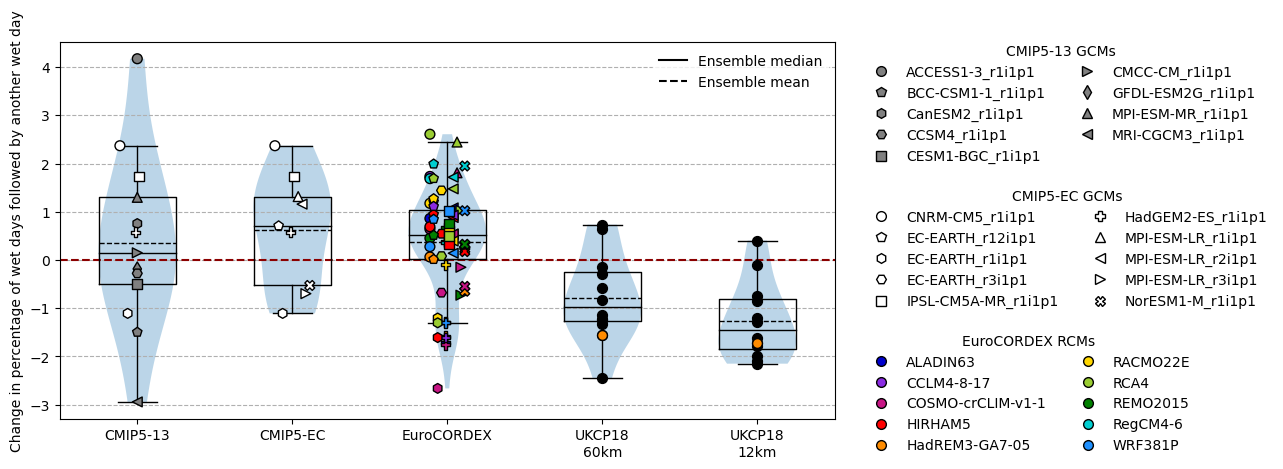 Change in percentage of wet days followed by another wet day
4
3
2
1
0
−1
−2
−3
Ensemble median
Ensemble mean
CMIP5-13
CMIP5-EC
EuroCORDEX
UKCP18
60km
UKCP18
12km
CMIP5-13 GCMs
ACCESS1-3_r1i1p1
BCC-CSM1-1_r1i1p1
CanESM2_r1i1p1
CCSM4_r1i1p1
CESM1-BGC_r1i1p1
CMCC-CM_r1i1p1
GFDL-ESM2G_r1i1p1
MPI-ESM-MR_r1i1p1
MRI-CGCM3_r1i1p1
CMIP5-EC GCMs
CNRM-CM5_r1i1p1
EC-EARTH_r12i1p1
EC-EARTH_r1i1p1
EC-EARTH_r3i1p1
IPSL-CM5A-MR_r1i1p1
HadGEM2-ES_r1i1p1
MPI-ESM-LR_r1i1p1
MPI-ESM-LR_r2i1p1
MPI-ESM-LR_r3i1p1
NorESM1-M_r1i1p1
EuroCORDEX RCMs
ALADIN63
CCLM4-8-17
COSMO-crCLIM-v1-1
HIRHAM5
HadREM3-GA7-05
RACMO22E
RCA4
REMO2015
RegCM4-6
WRF381P